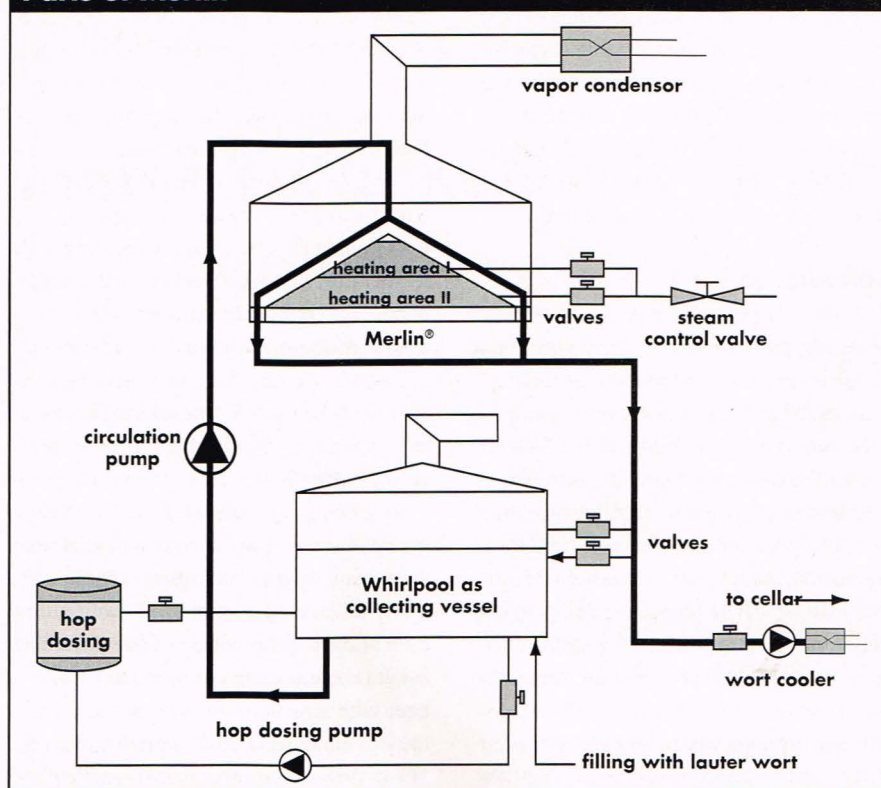 vapor condensor
heating area I
heating area II
Merlin®
valves
steam
control valve
circulation
pump
Whirlpool as
collecting vessel
valves
to cellar
hop
dosing
wort cooler
hop dosing pump
filling with lauter wort